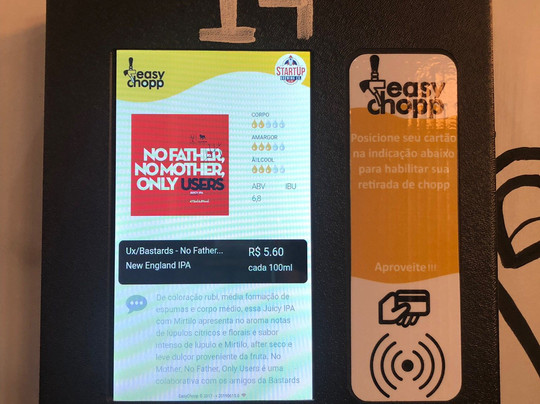 14
easy
chopp
STARTUP
BREWING CO.
CORPO
AMARGOR
ÁLCOOL
ABV IBU
6,8
NO FATHER,
NO MOTHER,
ONLY USERS
Ux/Bastards - No Father...
New England IPA
R$ 5.60
cada 100ml
De coloração rubi, média formação de
espumas e corpo médio, essa Juicy IPA
com Mirtilo apresenta no aroma notas
de lúpulos cítricos e florais e sabor
intenso de lúpulo e Mirtilo, after seco e
leve dulçor proveniente da fruta. No
Mother, No Father, Only Users é uma
colaborativa com os amigos da Bastards
easy
chopp
Posicione seu cartão
na indicação abaixo
para habilitar sua
retirada de chopp
Aproveite!!!